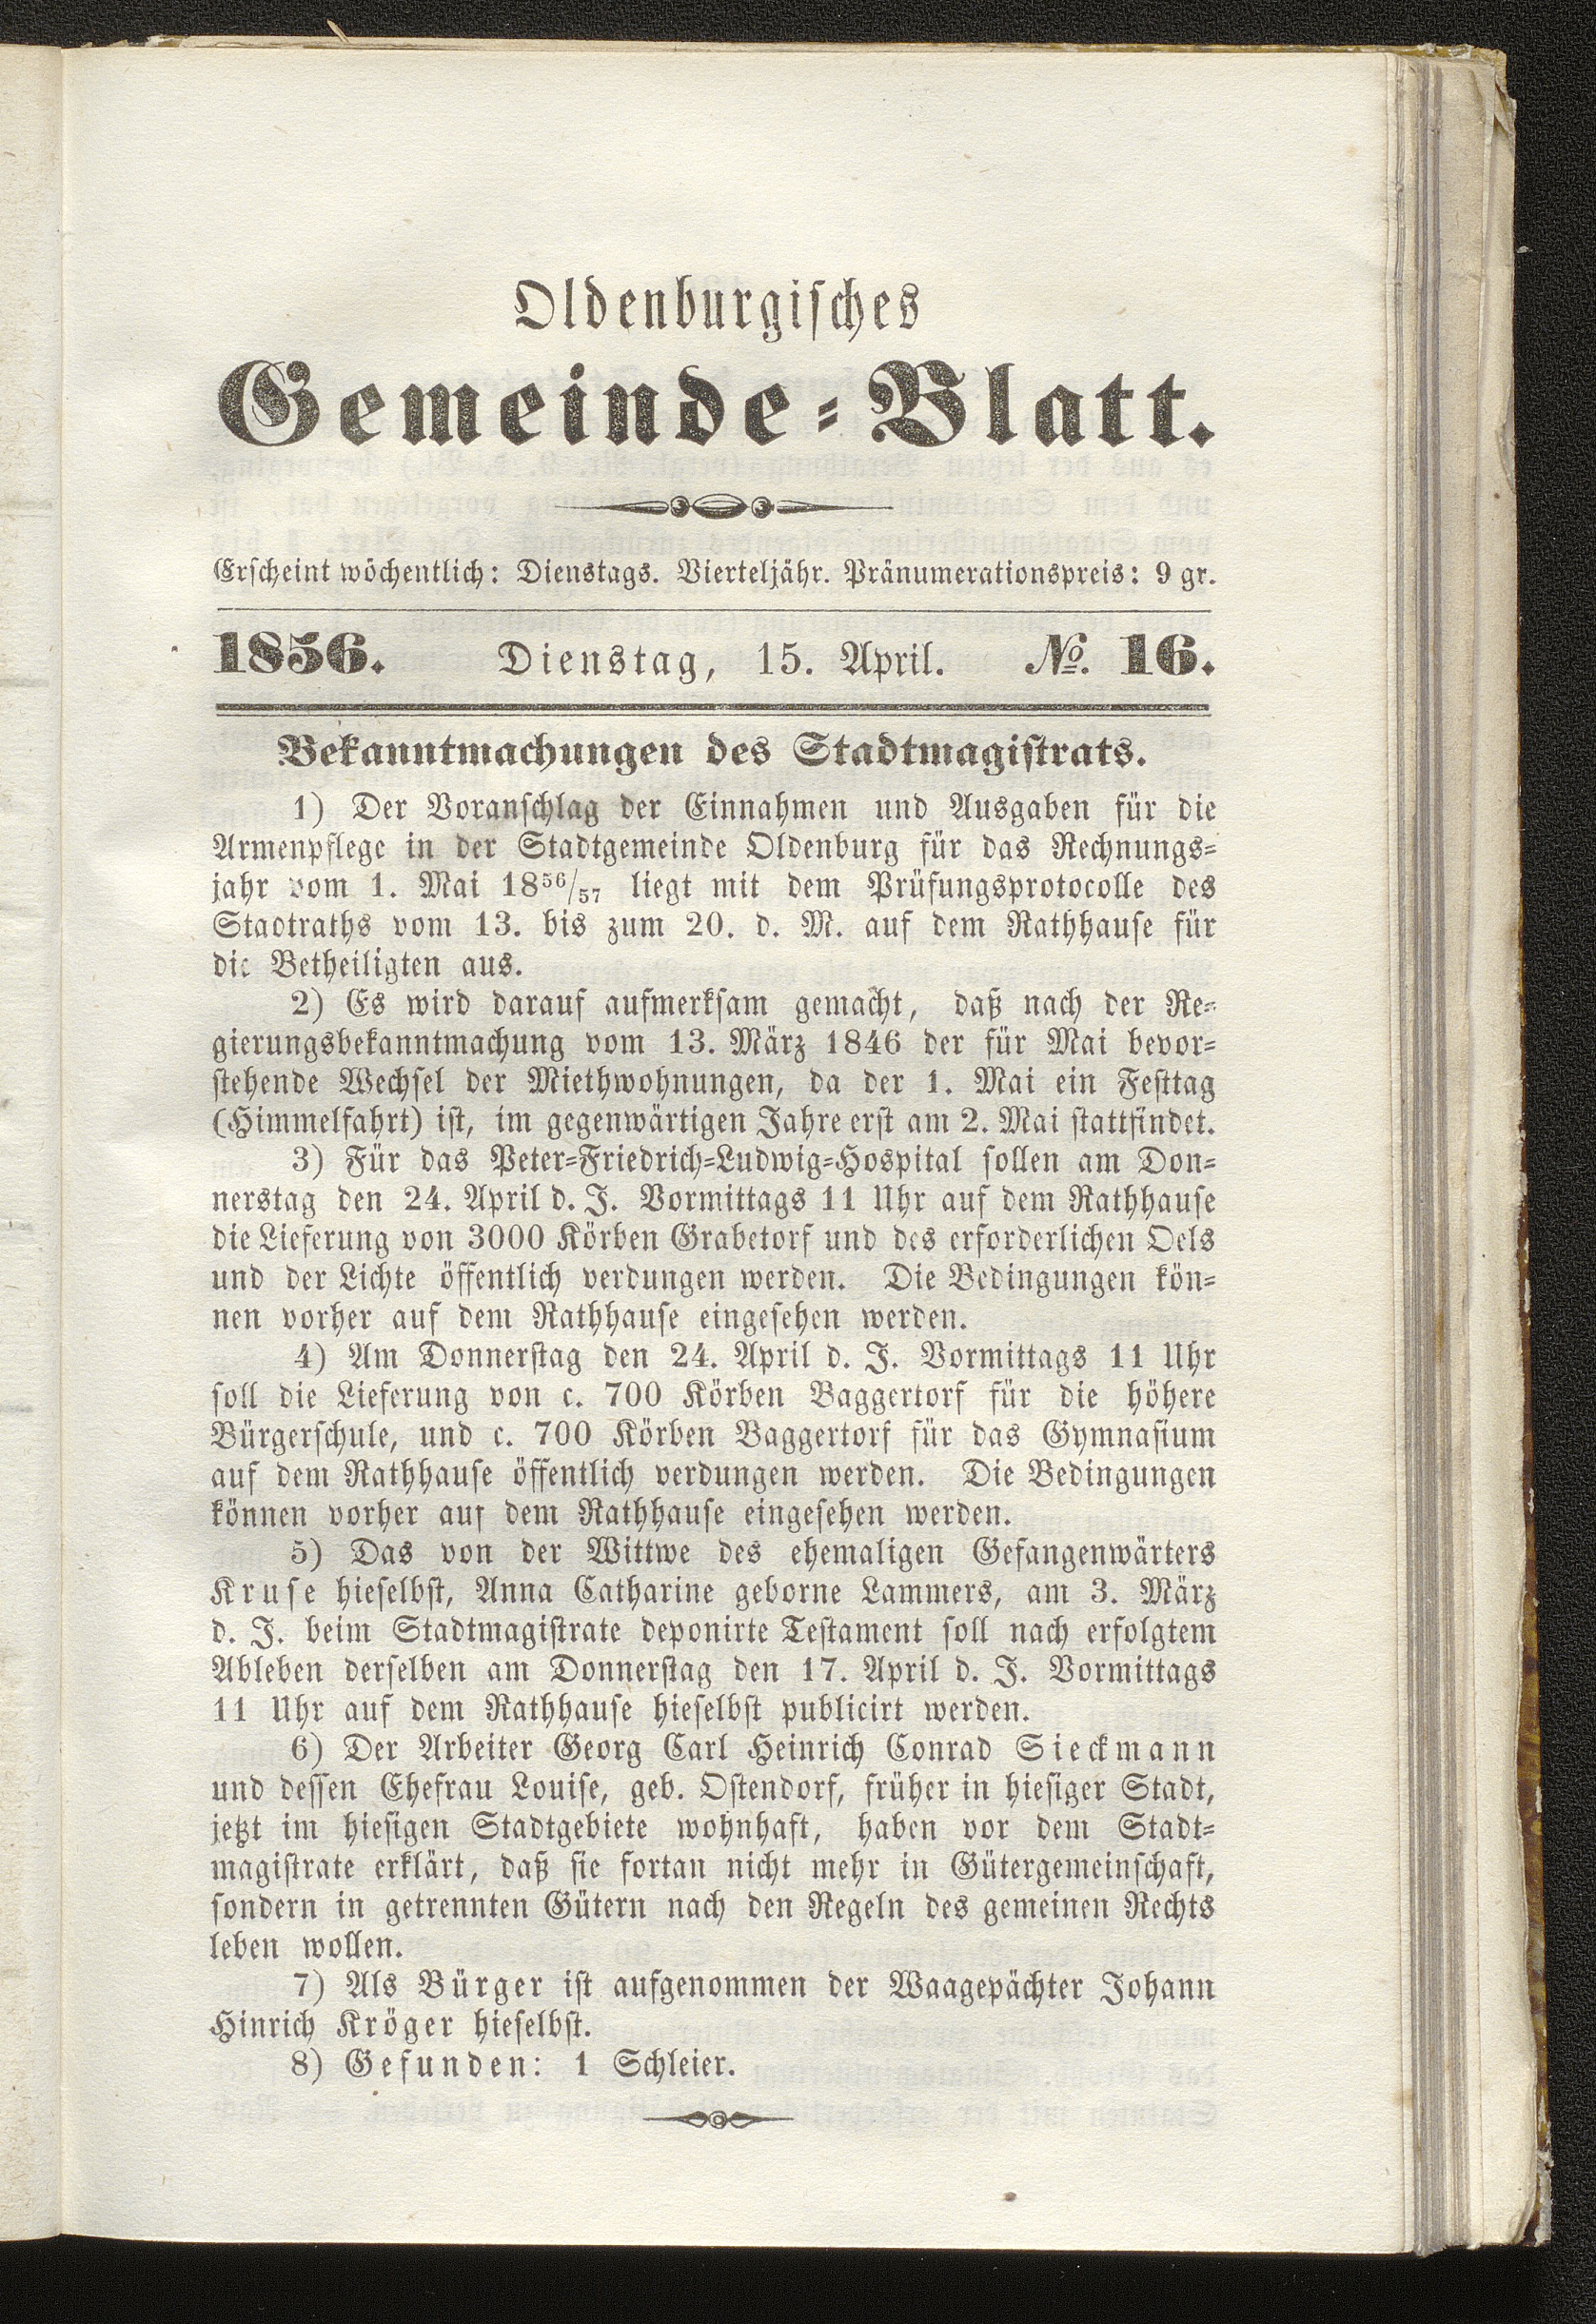 Oldenburgisches
Gemeinde-Blatt.
Erscheint wöchentlich: Dienstags. Vierteljähr. Pränumerationspreis: 9 gr.
1856. Dienstag, 15. April. No. 16.
Bekanntmachungen des Stadtmagistrats.
1) Der Voranschlag der Einnahmen und Ausgaben für die
Armenpflege in der Stadtgemeinde Oldenburg für das Rechnungs-
jahr vom 1. Mai 18⁵⁶/₅₇ liegt mit dem Prüfungsprotocolle des
Stadtraths vom 13. bis zum 20. d. M. auf dem Rathhause für
die Betheiligten aus.
2) Es wird darauf aufmerksam gemacht, daß nach der Re-
gierungsbekanntmachung vom 13. März 1846 der für Mai bevor-
stehende Wechsel der Miethwohnungen, da der 1. Mai ein Festtag
(Himmelfahrt) ist, im gegenwärtigen Jahre erst am 2. Mai stattfindet.
3) Für das Peter-Friedrich-Ludwig-Hospital sollen am Don-
nerstag den 24. April d. J. Vormittags 11 Uhr auf dem Rathhause
die Lieferung von 3000 Körben Grabetorf und des erforderlichen Oels
und der Lichte öffentlich verdungen werden. Die Bedingungen kön-
nen vorher auf dem Rathhause eingesehen werden.
4) Am Donnerstag den 24. April d. J. Vormittags 11 Uhr
soll die Lieferung von c. 700 Körben Baggertorf für die höhere
Bürgerschule, und c. 700 Körben Baggertorf für das Gymnasium
auf dem Rathhause öffentlich verdungen werden. Die Bedingungen
können vorher auf dem Rathhause eingesehen werden.
5) Das von der Wittwe des ehemaligen Gefangenwärters
Kruse hieselbst, Anna Catharine geborne Lammers, am 3. März
d. J. beim Stadtmagistrate deponirte Testament soll nach erfolgtem
Ableben derselben am Donnerstag den 17. April d. J. Vormittags
11 Uhr auf dem Rathhause hieselbst publicirt werden.
6) Der Arbeiter Georg Carl Heinrich Conrad Sieckmann
und dessen Ehefrau Louise, geb. Ostendorf, früher in hiesiger Stadt,
jetzt im hiesigen Stadtgebiete wohnhaft, haben vor dem Stadt-
magistrate erklärt, daß sie fortan nicht mehr in Gütergemeinschaft,
sondern in getrennten Gütern nach den Regeln des gemeinen Rechts
leben wollen.
7) Als Bürger ist aufgenommen der Waagepächter Johann
Hinrich Kröger hieselbst.
8) Gefunden: 1 Schleier.